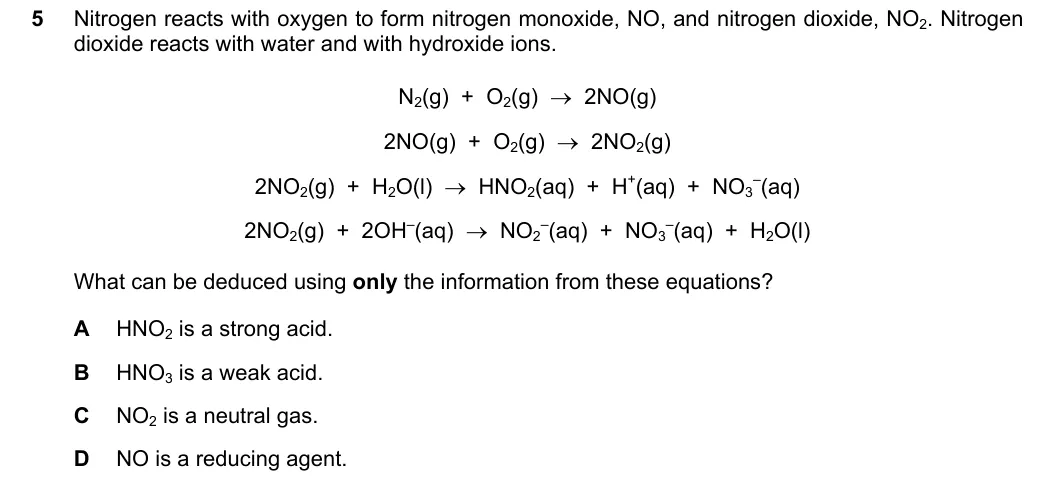 5 Nitrogen reacts with oxygen to form nitrogen monoxide, NO, and nitrogen dioxide, NO₂. Nitrogen
dioxide reacts with water and with hydroxide ions.
N₂(g) + O₂(g) → 2NO(g)
2NO(g) + O₂(g) → 2NO₂(g)
2NO₂(g) + H₂O(l) → HNO₂(aq) + H⁺(aq) + NO₃⁻(aq)
2NO₂(g) + 2OH⁻(aq) → NO₂⁻(aq) + NO₃⁻(aq) + H₂O(l)
What can be deduced using only the information from these equations?
A HNO₂ is a strong acid.
B HNO₃ is a weak acid.
C NO₂ is a neutral gas.
D NO is a reducing agent.